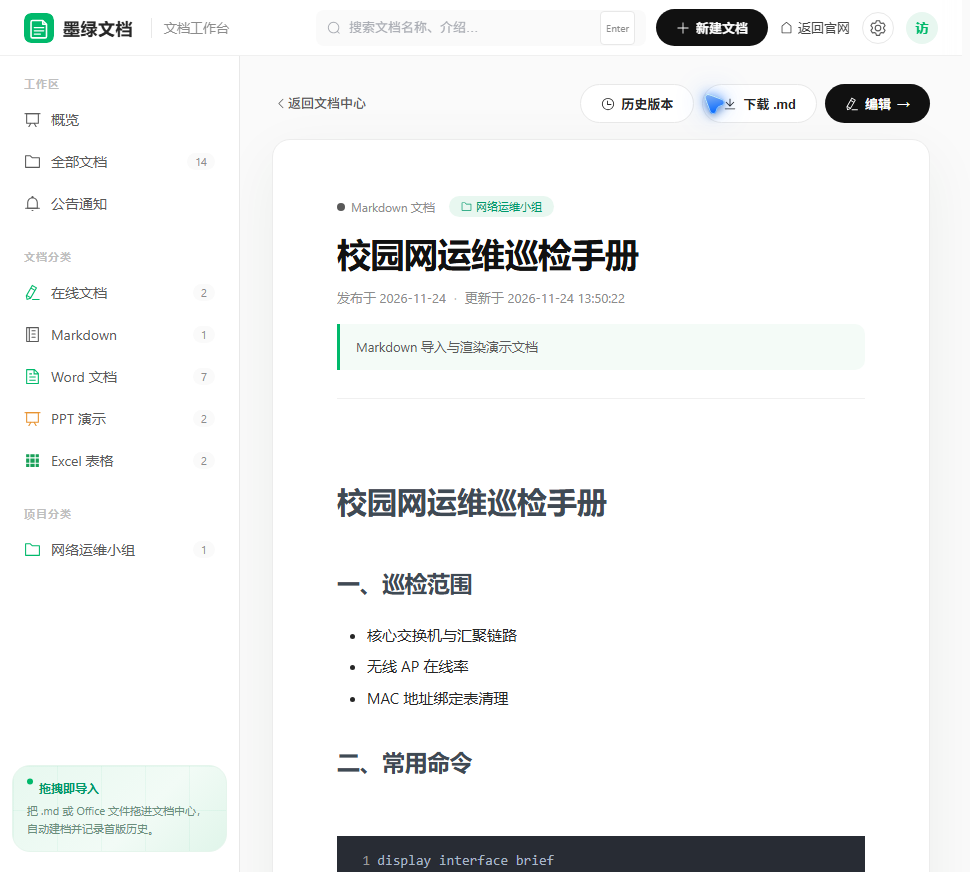 墨绿文档
文档工作台
搜索文档名称、介绍...
Enter
新建文档
返回官网
访
工作区
概览
全部文档 14
公告通知
文档分类
在线文档 2
Markdown 1
Word 文档 7
PPT 演示 2
Excel 表格 2
项目分类
网络运维小组 1
拖拽即导入
把 .md 或 Office 文件拖进文档中心，
自动建档并记录首版历史。
返回文档中心
历史版本
下载 .md
编辑 →
Markdown 文档
网络运维小组
校园网运维巡检手册
发布于 2026-11-24 · 更新于 2026-11-24 13:50:22
Markdown 导入与渲染演示文档
校园网运维巡检手册
一、巡检范围
• 核心交换机与汇聚链路
• 无线 AP 在线率
• MAC 地址绑定表清理
二、常用命令
1 display interface brief